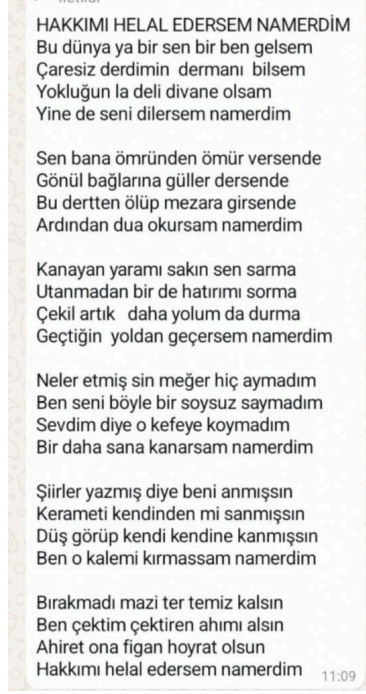 HAKKIMI HELAL EDERSEM NAMERDİM
Bu dünya ya bir sen bir ben gelsem
Çaresiz derdimin dermanı bilsem
Yokluğun la deli divane olsam
Yine de seni dilersem namerdim
Sen bana ömründen ömür versende
Gönül bağlarına güller dersende
Bu dertten ölüp mezara girsende
Ardından dua okursam namerdim
Kanayan yaramı sakın sen sarma
Utanmadan bir de hatırımı sorma
Çekil artık daha yolum da durma
Geçtiğin yoldan geçersem namerdim
Neler etmiş sin meğer hiç aymadım
Ben seni böyle bir soysuz saymadım
Sevdim diye o kefeye koymadım
Bir daha sana kanarsam namerdim
Şiirler yazmış diye beni anmışsın
Kerameti kendinden mi sanmışsın
Düş görüp kendi kendine kanmışsın
Ben o kalemi kırmassam namerdim
Bırakmadı mazi ter temiz kalsın
Ben çektim çektiren ahımı alsın
Ahiret ona figan hoyrat olsun
Hakkımı helal edersem namerdim
11:09